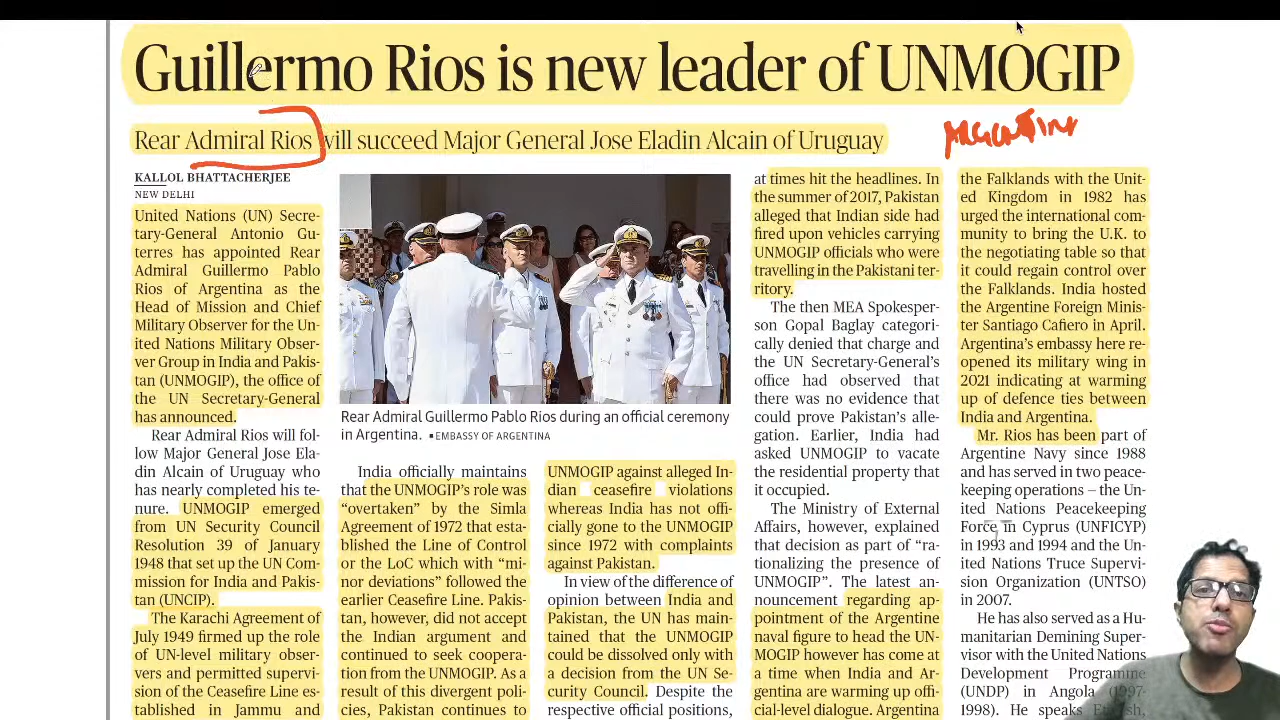 Guillermo Rios is new leader of UNMOGIP
Rear Admiral Rios will succeed Major General Jose Eladin Alcain of Uruguay
Argentina
KALLOL BHATTACHERJEE
NEW DELHI
United Nations (UN) Secre-
tary-General Antonio Gu-
terres has appointed Rear
Admiral Guillermo Pablo
Rios of Argentina as the
Head of Mission and Chief
Military Observer for the Un-
ited Nations Military Obser-
ver Group in India and Pakis-
tan (UNMOGIP), the office of
the UN Secretary-General
has announced.
Rear Admiral Rios will fol-
low Major General Jose Ela-
din Alcain of Uruguay who
has nearly completed his te-
nure. UNMOGIP emerged
from UN Security Council
Resolution 39 of January
1948 that set up the UN Com-
mission for India and Pakis-
tan (UNCIP).
The Karachi Agreement of
July 1949 firmed up the role
of UN-level military obser-
vers and permitted supervi-
sion of the Ceasefire Line es-
tablished in Jammu and
Rear Admiral Guillermo Pablo Rios during an official ceremony
in Argentina. ■EMBASSY OF ARGENTINA
India officially maintains
that the UNMOGIP's role was
“overtaken” by the Simla
Agreement of 1972 that esta-
blished the Line of Control
or the LoC which with “mi-
nor deviations” followed the
earlier Ceasefire Line. Pakis-
tan, however, did not accept
the Indian argument and
continued to seek coopera-
tion from the UNMOGIP. As a
result of this divergent poli-
cies, Pakistan continues to
UNMOGIP against alleged In-
dian ceasefire violations
whereas India has not offi-
cially gone to the UNMOGIP
since 1972 with complaints
against Pakistan.
In view of the difference of
opinion between India and
Pakistan, the UN has main-
tained that the UNMOGIP
could be dissolved only with
a decision from the UN Se-
curity Council. Despite the
respective official positions,
at times hit the headlines. In
the summer of 2017, Pakistan
alleged that Indian side had
fired upon vehicles carrying
UNMOGIP officials who were
travelling in the Pakistani ter-
ritory.
The then MEA Spokesper-
son Gopal Baglay categori-
cally denied that charge and
the UN Secretary-General's
office had observed that
there was no evidence that
could prove Pakistan's alle-
gation. Earlier, India had
asked UNMOGIP to vacate
the residential property that
it occupied.
The Ministry of External
Affairs, however, explained
that decision as part of “ra-
tionalizing the presence of
UNMOGIP”. The latest an-
nouncement regarding ap-
pointment of the Argentine
naval figure to head the UN-
MOGIP however has come at
a time when India and Ar-
gentina are warming up offi-
cial-level dialogue. Argentina
the Falklands with the Unit-
ed Kingdom in 1982 has
urged the international com-
munity to bring the U.K. to
the negotiating table so that
it could regain control over
the Falklands. India hosted
the Argentine Foreign Minis-
ter Santiago Cafiero in April.
Argentina's embassy here re-
opened its military wing in
2021 indicating at warming
up of defence ties between
India and Argentina.
Mr. Rios has been part of
Argentine Navy since 1988
and has served in two peace-
keeping operations – the Un-
ited Nations Peacekeeping
Force in Cyprus (UNFICYP)
in 1993 and 1994 and the Un-
ited Nations Truce Supervi-
sion Organization (UNTSO)
in 2007.
He has also served as a Hu-
manitarian Demining Super-
visor with the United Nations
Development Programme
(UNDP) in Angola (1997-
1998). He speaks English,